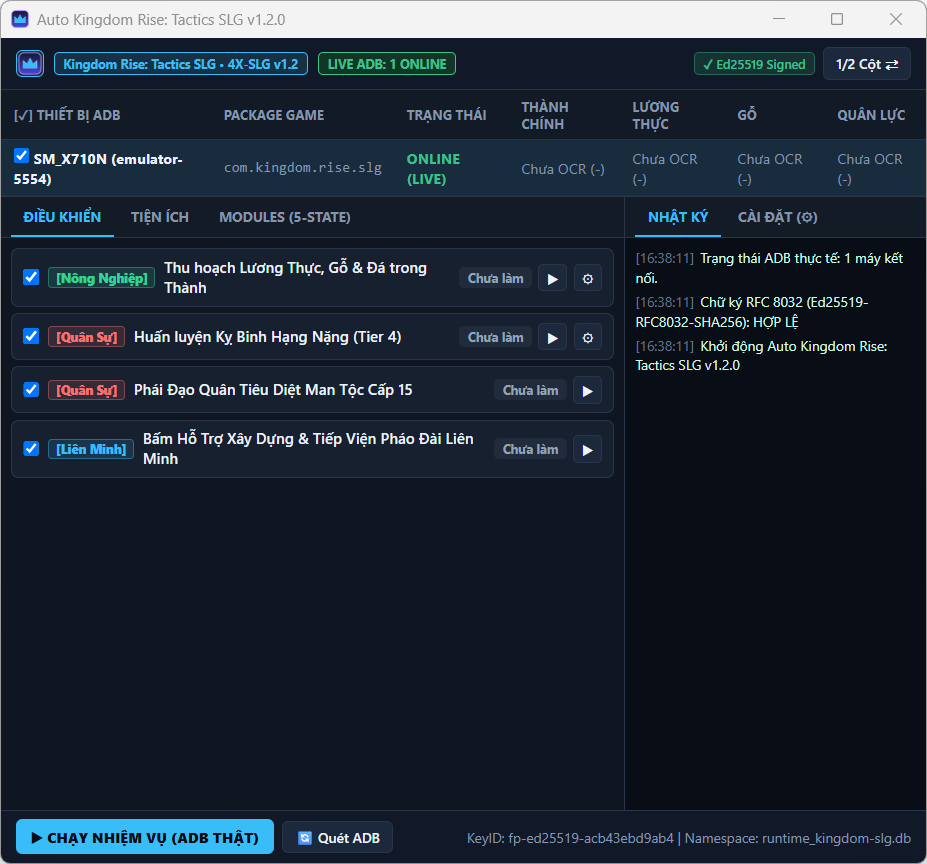 Auto Kingdom Rise: Tactics SLG v1.2.0
Kingdom Rise: Tactics SLG • 4X-SLG v1.2
LIVE ADB: 1 ONLINE
✓ Ed25519 Signed
1/2 Cột ⇄
[✓] THIẾT BỊ ADB
PACKAGE GAME
TRẠNG THÁI
THÀNH
CHÍNH
LƯƠNG
THỰC
GỖ
QUÂN LỰC
SM_X710N (emulator-
5554)
com.kingdom.rise.slg
ONLINE
(LIVE)
Chưa OCR (-)
Chưa OCR
(-)
Chưa OCR
(-)
Chưa OCR
(-)
ĐIỀU KHIỂN
TIỆN ÍCH
MODULES (5-STATE)
NHẬT KÝ
CÀI ĐẶT (⚙)
[Nông Nghiệp]
Thu hoạch Lương Thực, Gỗ & Đá trong
Thành
Chưa làm
[Quân Sự]
Huấn luyện Kỵ Binh Hạng Nặng (Tier 4)
Chưa làm
[Quân Sự]
Phái Đạo Quân Tiêu Diệt Man Tộc Cấp 15
Chưa làm
[Liên Minh]
Bấm Hỗ Trợ Xây Dựng & Tiếp Viện Pháo Đài Liên
Minh
Chưa làm
[16:38:11] Trạng thái ADB thực tế: 1 máy kết
nối.
[16:38:11] Chữ ký RFC 8032 (Ed25519-
RFC8032-SHA256): HỢP LỆ
[16:38:11] Khởi động Auto Kingdom Rise:
Tactics SLG v1.2.0
▶ CHẠY NHIỆM VỤ (ADB THẬT)
Quét ADB
KeyID: fp-ed25519-acb43ebd9ab4 | Namespace: runtime_kingdom-slg.db